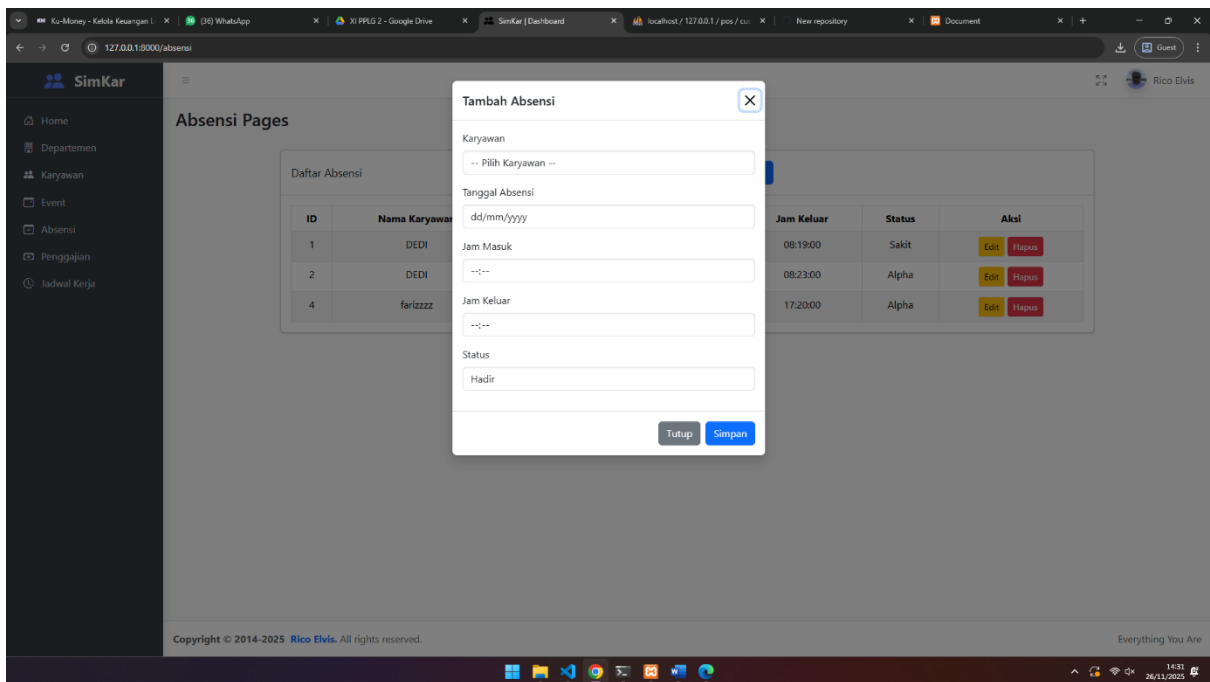 Ku-Money - Kelola Keuangan L
(36) WhatsApp
XI PPLG 2 - Google Drive
SimKar | Dashboard
localhost / 127.0.0.1 / pos / cu
New repository
Document
127.0.0.1:8000/absensi
Guest
SimKar
Rico Elvis
Home
Departemen
Karyawan
Event
Absensi
Penggajian
Jadwal Kerja
Absensi Pages
Daftar Absensi
ID Nama Karyawan Jam Keluar Status Aksi
1 DEDI 08:19:00 Sakit Edit Hapus
2 DEDI 08:23:00 Alpha Edit Hapus
4 farizzzz 17:20:00 Alpha Edit Hapus
Tambah Absensi
Karyawan
-- Pilih Karyawan --
Tanggal Absensi
dd/mm/yyyy
Jam Masuk
--:--
Jam Keluar
--:--
Status
Hadir
Tutup Simpan
Copyright © 2014-2025 Rico Elvis. All rights reserved.
Everything You Are
14:31
26/11/2025